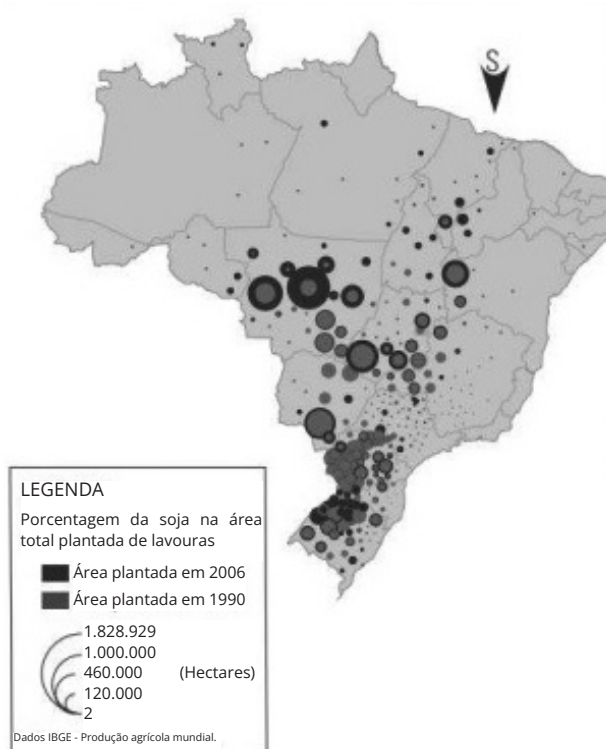 S
LEGENDA
Porcentagem da soja na área
total plantada de lavouras
Área plantada em 2006
Área plantada em 1990
1.828.929
1.000.000
460.000 (Hectares)
120.000
2
Dados IBGE - Produção agrícola mundial.